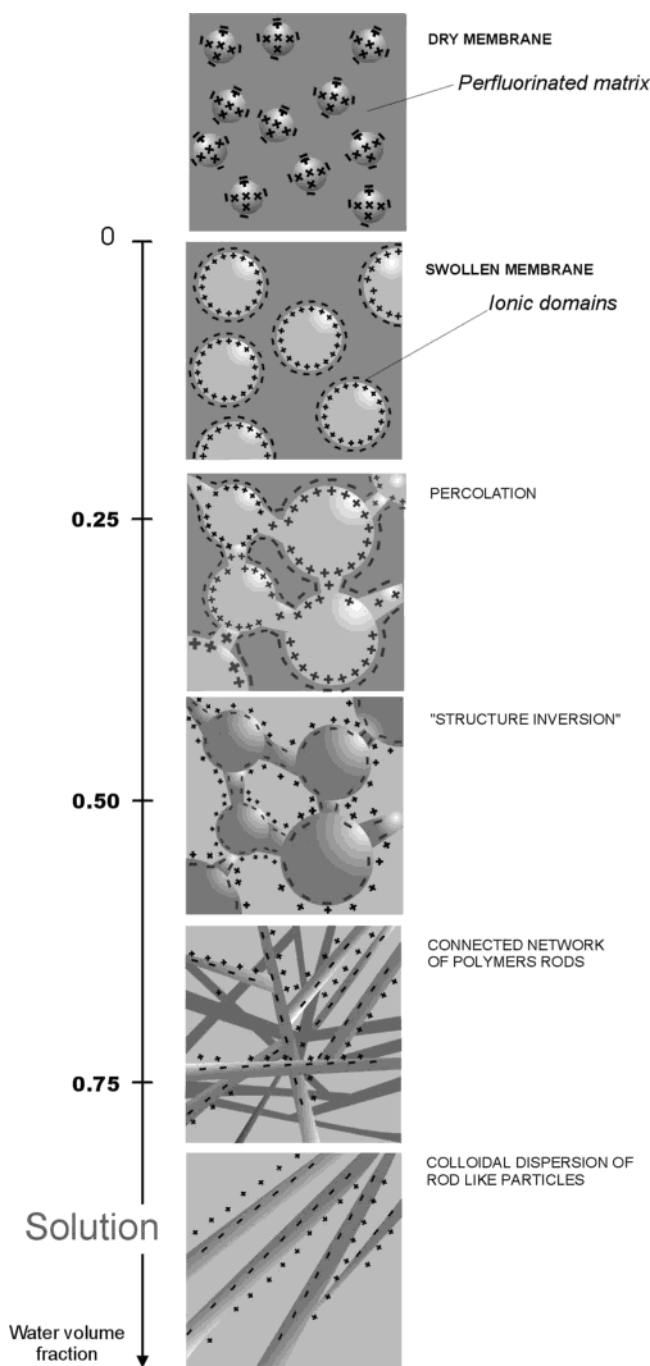 DRY MEMBRANE
Perfluorinated matrix
0
SWOLLEN MEMBRANE
Ionic domains
0.25
PERCOLATION
"STRUCTURE INVERSION"
0.50
CONNECTED NETWORK
OF POLYMERS RODS
0.75
COLLOIDAL DISPERSION OF
ROD LIKE PARTICLES
Solution
Water volume
fraction